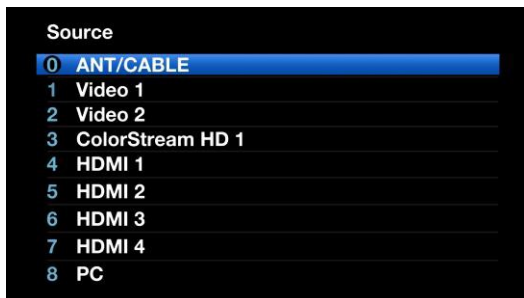 Source
0 ANT/CABLE
1 Video 1
2 Video 2
3 ColorStream HD 1
4 HDMI 1
5 HDMI 2
6 HDMI 3
7 HDMI 4
8 PC